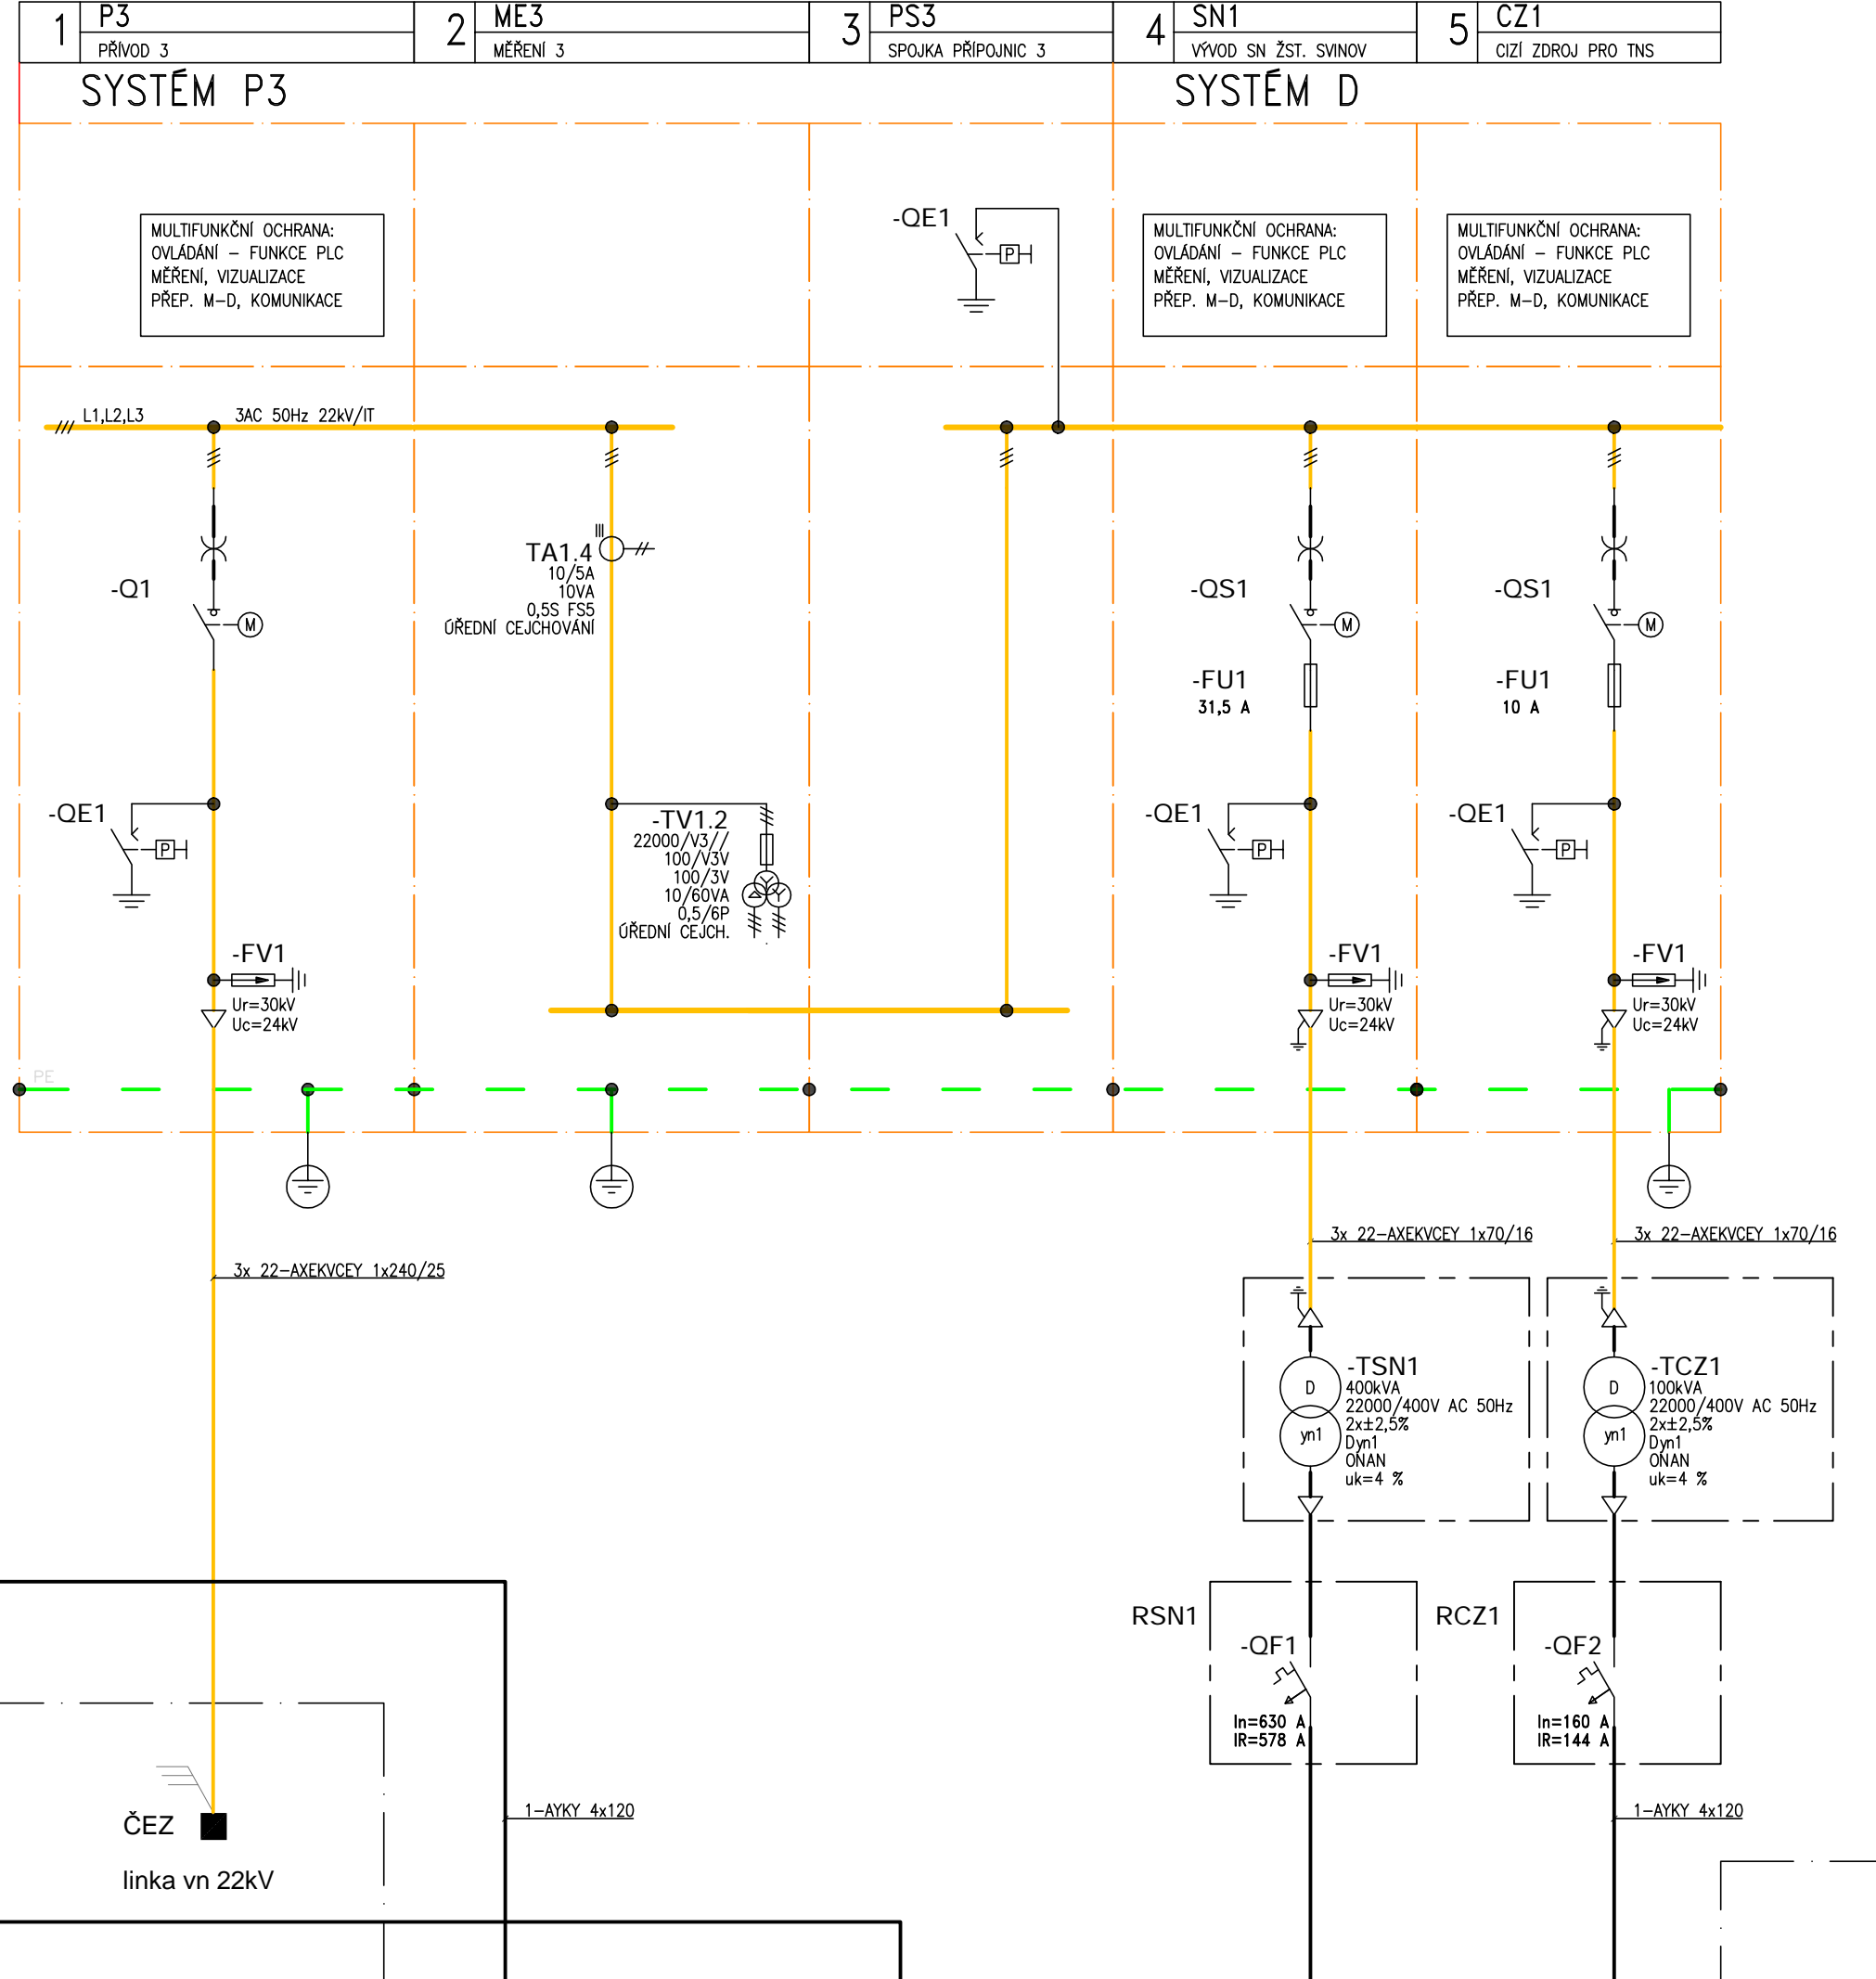 1
P3
PŘÍVOD 3
2
ME3
MĚŘENÍ 3
3
PS3
SPOJKA PŘÍPOJNIC 3
4
SN1
VÝVOD SN ŽST. SVINOV
5
CZ1
CIZÍ ZDROJ PRO TNS
SYSTÉM P3
SYSTÉM D
MULTIFUNKČNÍ OCHRANA:
OVLÁDÁNÍ – FUNKCE PLC
MĚŘENÍ, VIZUALIZACE
PŘEP. M–D, KOMUNIKACE
-QE1
P
MULTIFUNKČNÍ OCHRANA:
OVLÁDÁNÍ – FUNKCE PLC
MĚŘENÍ, VIZUALIZACE
PŘEP. M–D, KOMUNIKACE
MULTIFUNKČNÍ OCHRANA:
OVLÁDÁNÍ – FUNKCE PLC
MĚŘENÍ, VIZUALIZACE
PŘEP. M–D, KOMUNIKACE
L1,L2,L3
3AC 50Hz 22kV/IT
-Q1
M
TA1.4
10/5A
10VA
0,5S FS5
ÚŘEDNÍ CEJCHOVÁNÍ
-QS1
M
-FU1
31,5 A
-QS1
M
-FU1
10 A
-QE1
P
-TV1.2
22000/V3//
100/V3V
100/3V
10/60VA
0,5/6P
ÚŘEDNÍ CEJCH.
-QE1
P
-QE1
P
-FV1
Ur=30kV
Uc=24kV
-FV1
Ur=30kV
Uc=24kV
-FV1
Ur=30kV
Uc=24kV
PE
3x 22–AXEKVCEY 1x240/25
3x 22–AXEKVCEY 1x70/16
3x 22–AXEKVCEY 1x70/16
D
yn1
-TSN1
400kVA
22000/400V AC 50Hz
2x±2,5%
Dyn1
ONAN
uk=4 %
D
yn1
-TCZ1
100kVA
22000/400V AC 50Hz
2x±2,5%
Dyn1
ONAN
uk=4 %
RSN1
-QF1
In=630 A
IR=578 A
RCZ1
-QF2
In=160 A
IR=144 A
ČEZ
linka vn 22kV
1–AYKY 4x120
1–AYKY 4x120